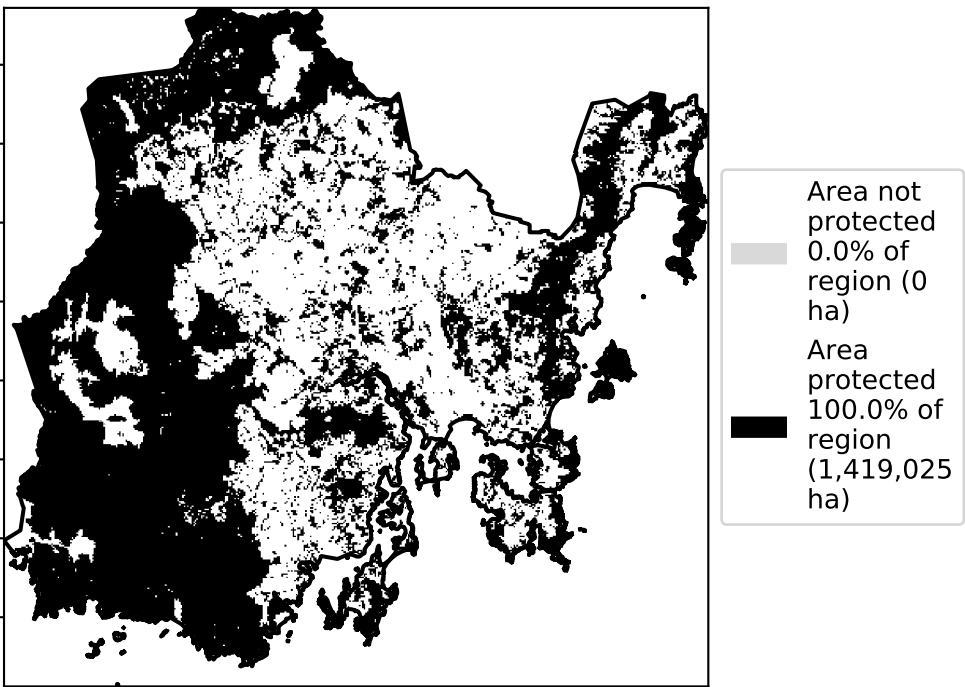 Area not
protected
0.0% of
region (0
ha)
Area
protected
100.0% of
region
(1,419,025
ha)